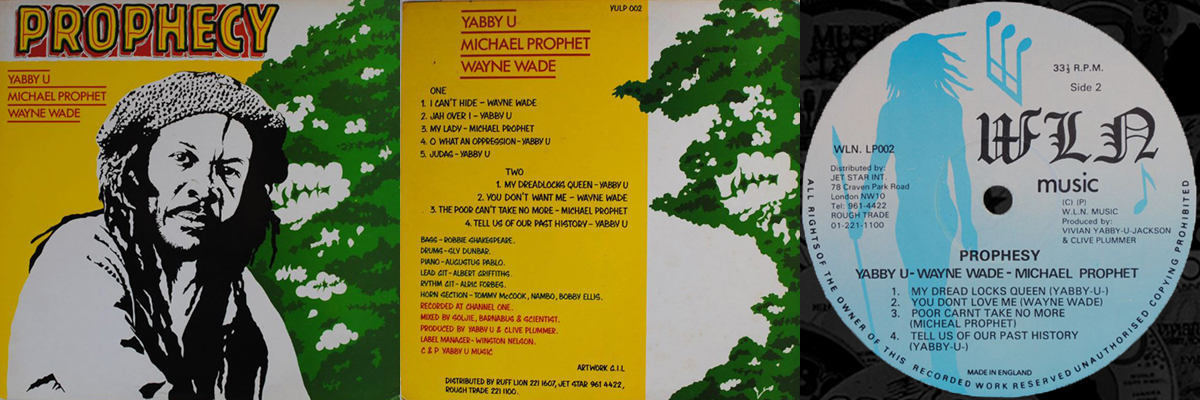 PROPHECY
YABBY U
MICHAEL PROPHET
WAYNE WADE
YULP 002
YABBY U
MICHAEL PROPHET
WAYNE WADE
ONE
1. I CAN'T HIDE - WAYNE WADE
2. JAH OVER I - YABBY U
3. MY LADY - MICHAEL PROPHET
4. O WHAT AN OPPRESSION - YABBY U
5. JUDAS - YABBY U
TWO
1. MY DREADLOCKS QUEEN - YABBY U
2. YOU DON'T WANT ME - WAYNE WADE
3. THE POOR CAN'T TAKE NO MORE - MICHAEL PROPHET
4. TELL US OF OUR PAST HISTORY - YABBY U
BASS - ROBBIE SHAKESPEARE.
DRUMS - SLY DUNBAR.
PIANO - AUGUSTUS PABLO.
LEAD GIT - ALBERT GRIFFITHS.
RYTHM GIT - ALRIC FORBES.
HORN SECTION - TOMMY McCOOK, NAMBO, BOBBY ELLIS.
RECORDED AT CHANNEL ONE.
MIXED BY SOLJIE, BARNABUS & SCIENTIST.
PRODUCED BY YABBY U & CLIVE PLUMMER.
LABEL MANAGER - WINSTON NELSON.
C & P YABBY U MUSIC
ARTWORK G.I.L
DISTRIBUTED BY RUFF LION 221 1607, JET STAR 961 4422,
ROUGH TRADE 221 1100.
33⅓ R.P.M.
Side 2
WLN
music
WLN. LP002
Distributed by:
JET STAR INT.
78 Craven Park Road
London NW10
Tel: 961-4422
ROUGH TRADE
01-221-1100
(C) (P)
W.L.N. MUSIC
Produced by:
VIVIAN YABBY-U-JACKSON
& CLIVE PLUMMER
PROPHESY
YABBY U - WAYNE WADE - MICHAEL PROPHET
1. MY DREAD LOCKS QUEEN (YABBY-U-)
2. YOU DONT LOVE ME (WAYNE WADE)
3. POOR CARNT TAKE NO MORE
(MICHEAL PROPHET)
4. TELL US OF OUR PAST HISTORY
(YABBY-U-)
MADE IN ENGLAND
ALL RIGHTS OF THE OWNER OF THIS RECORDED WORK RESERVED UNAUTHORISED COPYING PROHIBITED